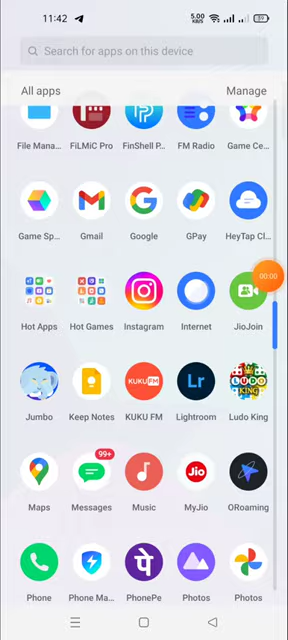 11:42
5.00 KB/S
89
Search for apps on this device
All apps Manage
File Mana... FiLMiC Pro FinShell P... FM Radio Game Ce...
Game Sp... Gmail Google GPay HeyTap Cl...
00:00
Hot Apps Hot Games Instagram Internet JioJoin
KUKU FM Lr LUDO KING
Jumbo Keep Notes KUKU FM Lightroom Ludo King
99+
Jio
Maps Messages Music MyJio ORoaming
पे
Phone Phone Ma... PhonePe Photos Photos